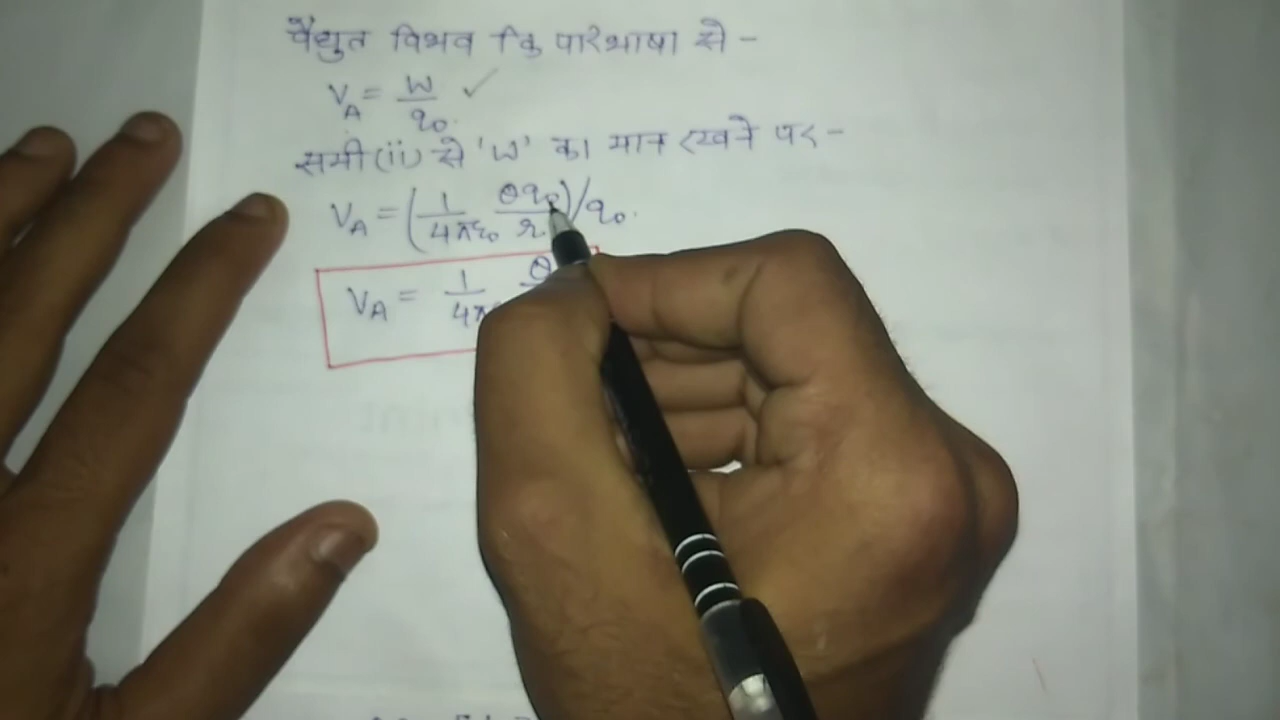 वैद्युत विभव कि परिभाषा से -
V_A = W/q₀
समी (ii) से 'W' का मान रखने पर -
V_A = (1/4πε₀ Qq₀/r)/q₀.
V_A = 1/4π Q